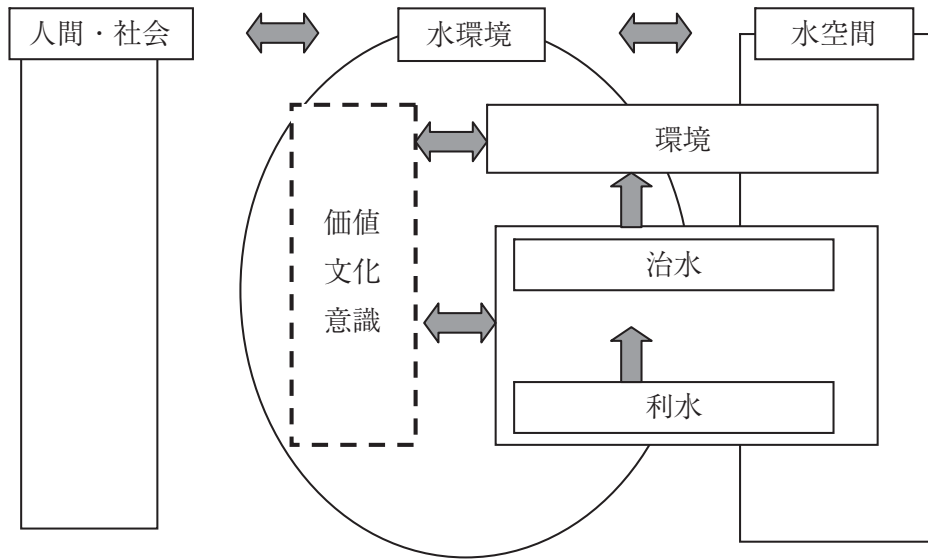 人間・社会
水環境
水空間
環境
価値
文化
意識
治水
利水